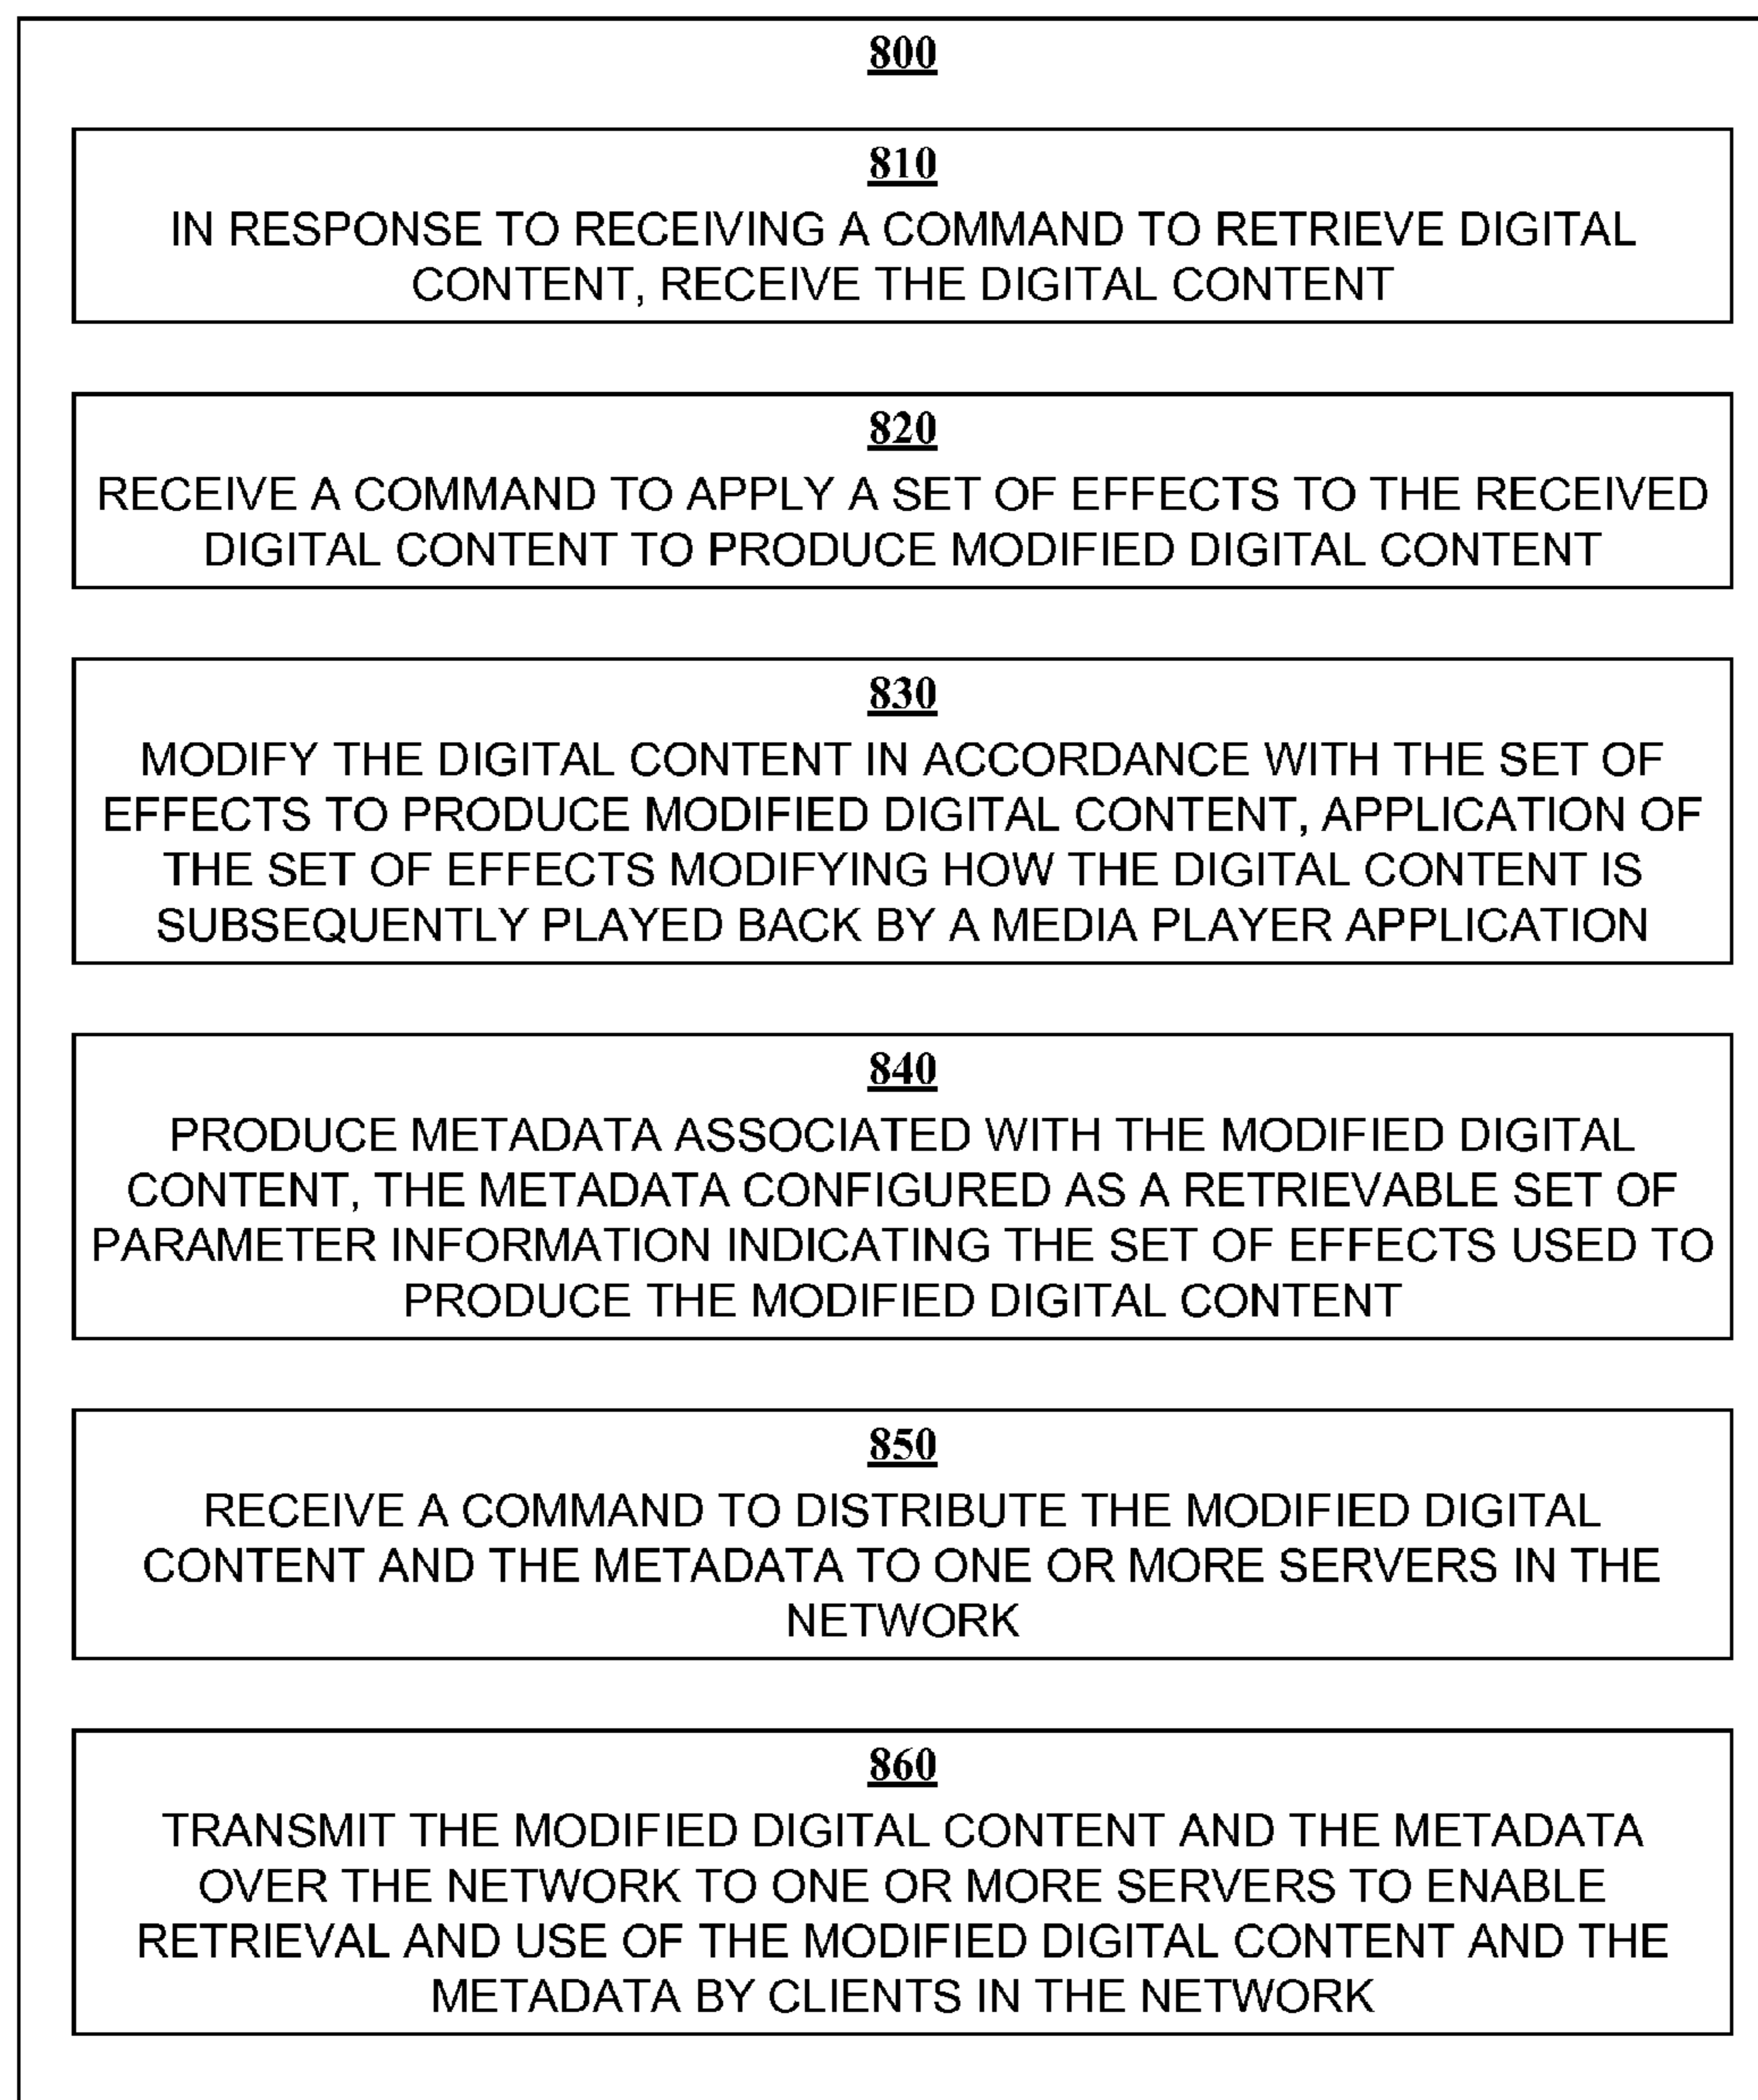 800
810
IN RESPONSE TO RECEIVING A COMMAND TO RETRIEVE DIGITAL
CONTENT, RECEIVE THE DIGITAL CONTENT
820
RECEIVE A COMMAND TO APPLY A SET OF EFFECTS TO THE RECEIVED
DIGITAL CONTENT TO PRODUCE MODIFIED DIGITAL CONTENT
830
MODIFY THE DIGITAL CONTENT IN ACCORDANCE WITH THE SET OF
EFFECTS TO PRODUCE MODIFIED DIGITAL CONTENT, APPLICATION OF
THE SET OF EFFECTS MODIFYING HOW THE DIGITAL CONTENT IS
SUBSEQUENTLY PLAYED BACK BY A MEDIA PLAYER APPLICATION
840
PRODUCE METADATA ASSOCIATED WITH THE MODIFIED DIGITAL
CONTENT, THE METADATA CONFIGURED AS A RETRIEVABLE SET OF
PARAMETER INFORMATION INDICATING THE SET OF EFFECTS USED TO
PRODUCE THE MODIFIED DIGITAL CONTENT
850
RECEIVE A COMMAND TO DISTRIBUTE THE MODIFIED DIGITAL
CONTENT AND THE METADATA TO ONE OR MORE SERVERS IN THE
NETWORK
860
TRANSMIT THE MODIFIED DIGITAL CONTENT AND THE METADATA
OVER THE NETWORK TO ONE OR MORE SERVERS TO ENABLE
RETRIEVAL AND USE OF THE MODIFIED DIGITAL CONTENT AND THE
METADATA BY CLIENTS IN THE NETWORK